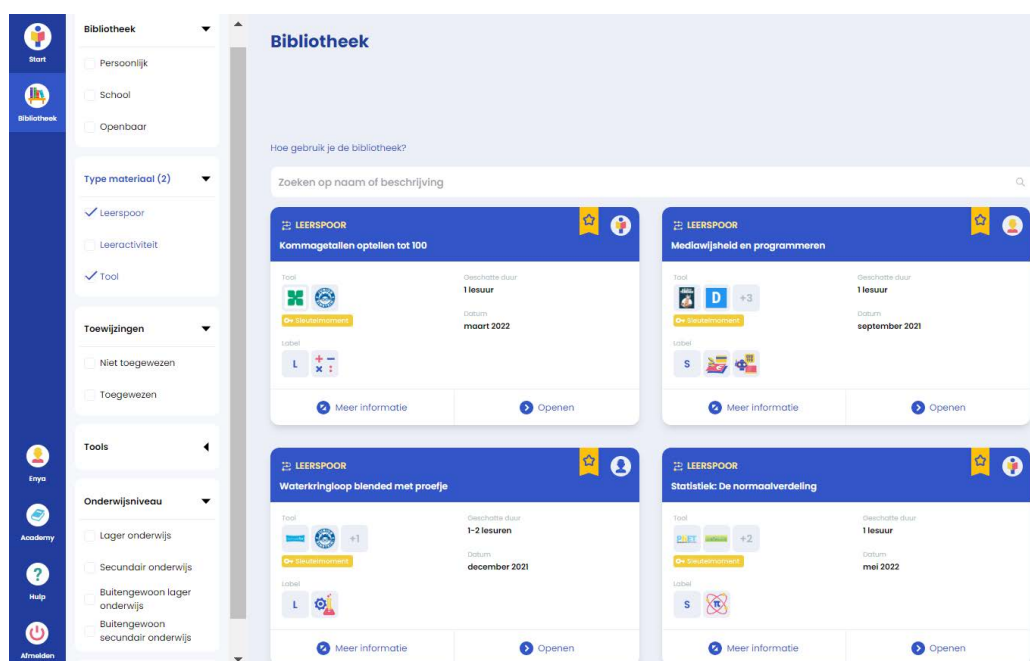 Start
Bibliotheek
Enya
Academy
Hulp
Afmelden
Bibliotheek
Persoonlijk
School
Openbaar
Type materiaal (2)
Leerspoor
Leeractiviteit
Tool
Toewijzingen
Niet toegewezen
Toegewezen
Tools
Onderwijsniveau
Lager onderwijs
Secundair onderwijs
Buitengewoon lager
onderwijs
Buitengewoon
secundair onderwijs
Bibliotheek
Hoe gebruik je de bibliotheek?
Zoeken op naam of beschrijving
LEERSPOOR
Kommagetallen optellen tot 100
Tool
Geschatte duur
1 lesuur
Sleutelmoment
Datum
maart 2022
Label
L
Meer informatie
Openen
LEERSPOOR
Mediawijsheid en programmeren
Tool
D
+3
Geschatte duur
1 lesuur
Sleutelmoment
Datum
september 2021
Label
S
Meer informatie
Openen
LEERSPOOR
Waterkringloop blended met proefje
Tool
+1
Geschatte duur
1-2 lesuren
Sleutelmoment
Datum
december 2021
Label
L
Meer informatie
Openen
LEERSPOOR
Statistiek: De normaalverdeling
Tool
PhET
+2
Geschatte duur
1 lesuur
Sleutelmoment
Datum
mei 2022
Label
S
π
Meer informatie
Openen